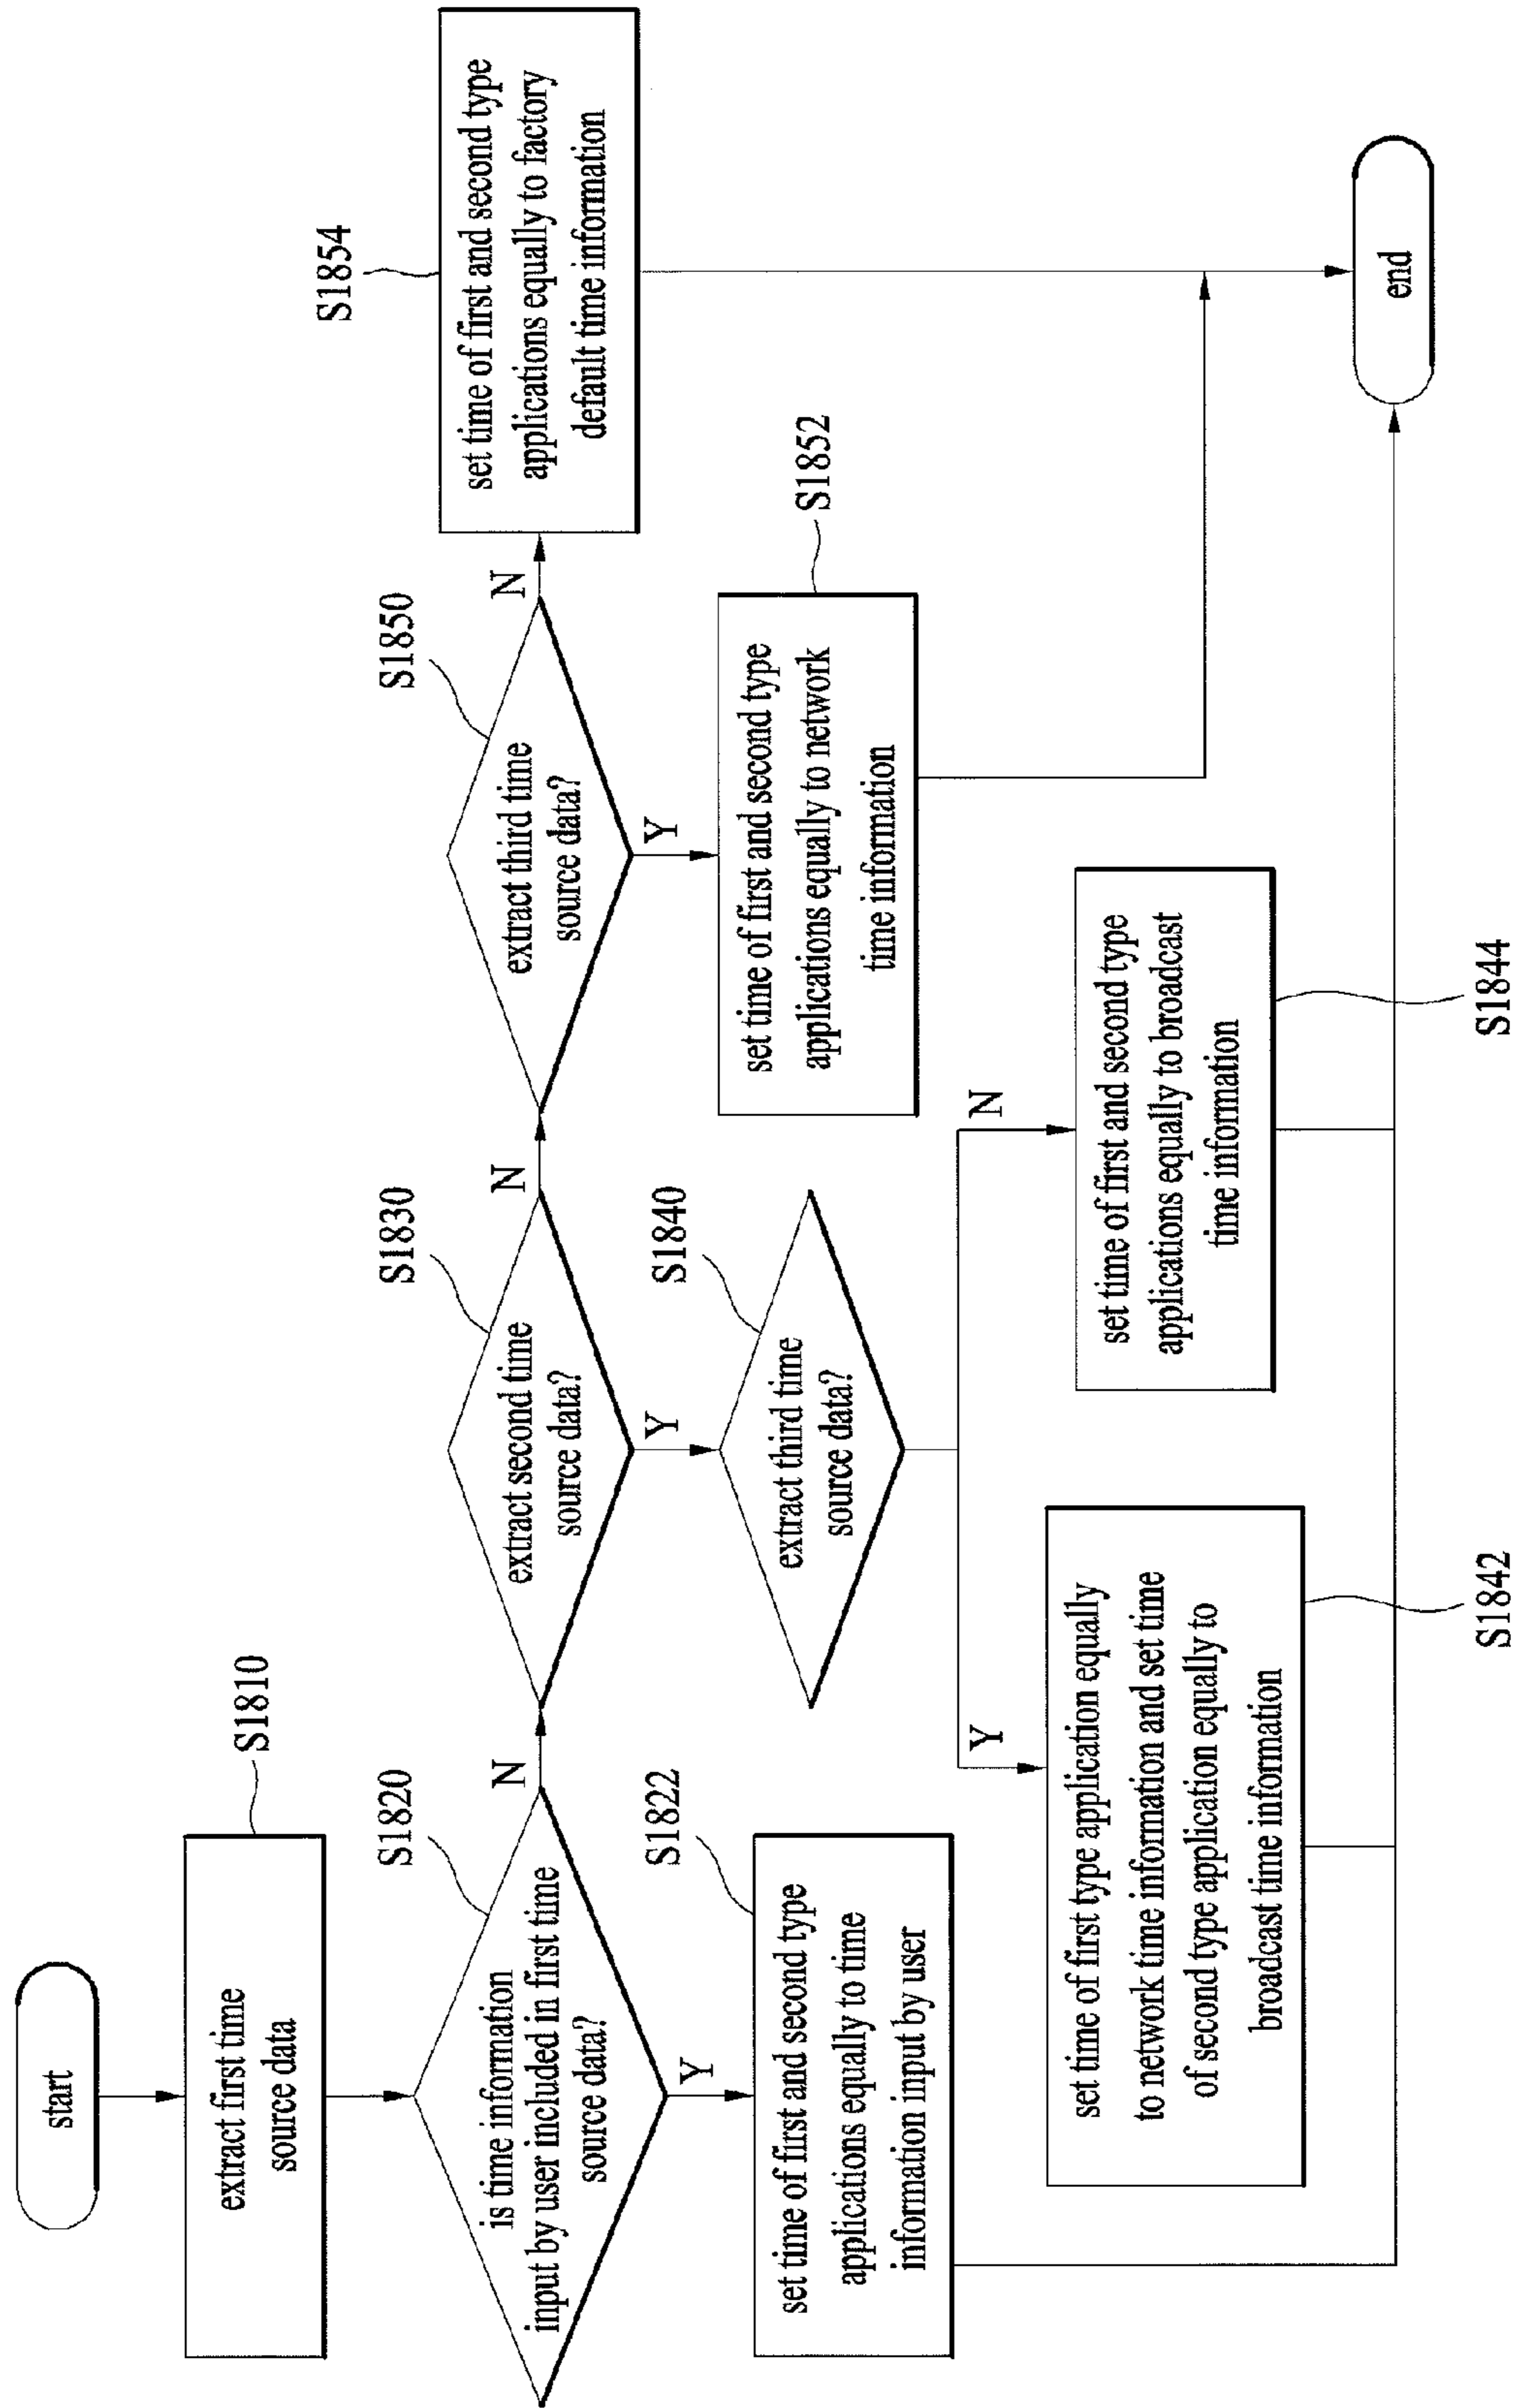 start
S1810
extract first time
source data
S1820
is time information
input by user included in first time
source data?
N
Y
S1822
set time of first and second type
applications equally to time
information input by user
S1830
extract second time
source data?
N
Y
S1840
extract third time
source data?
Y
N
set time of first type application equally
to network time information and set time
of second type application equally to
broadcast time information
S1842
set time of first and second type
applications equally to broadcast
time information
S1844
S1850
extract third time
source data?
N
Y
S1852
set time of first and second type
applications equally to network
time information
S1854
set time of first and second type
applications equally to factory
default time information
end